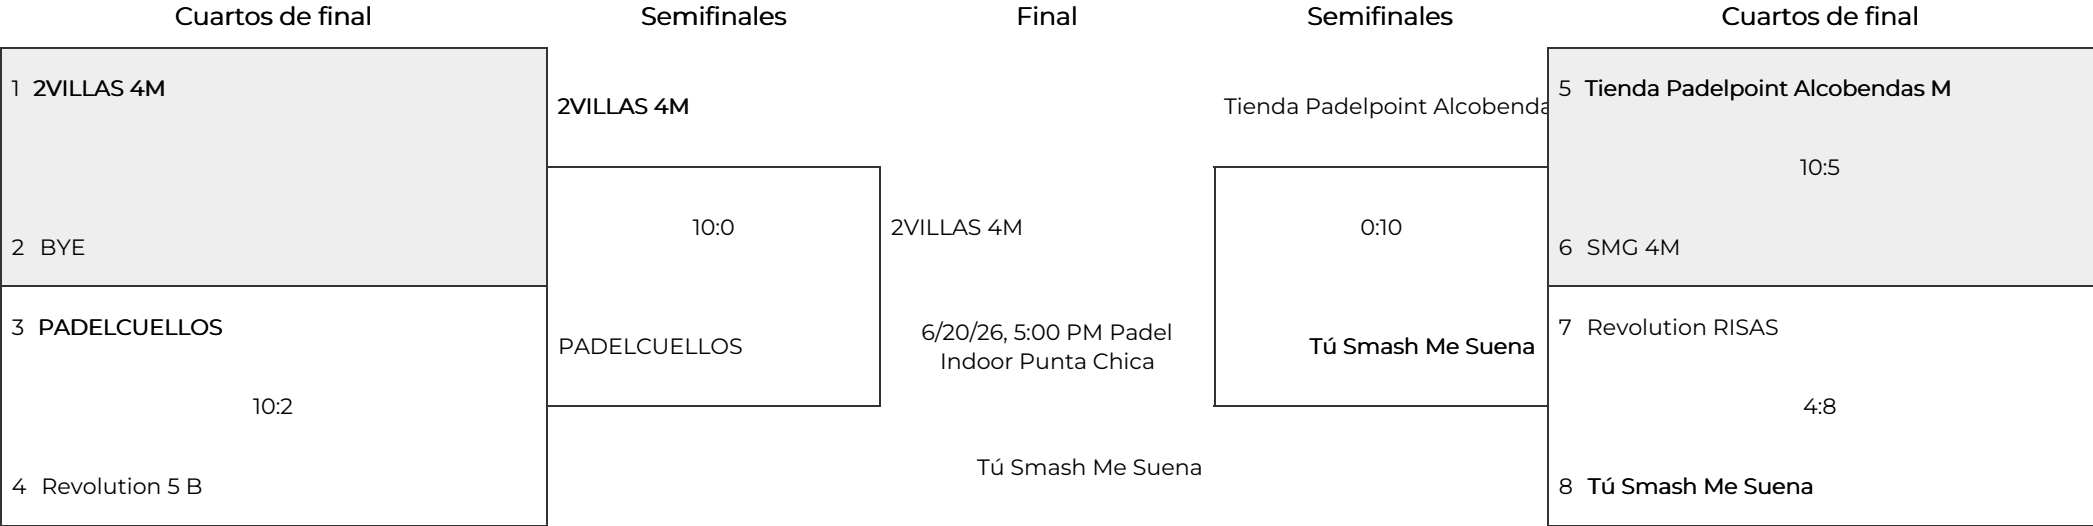 Cuartos de final
Semifinales
Final
Semifinales
Cuartos de final
1 2VILLAS 4M
2 BYE
3 PADELCUELLOS
10:2
4 Revolution 5 B
2VILLAS 4M
10:0
PADELCUELLOS
2VILLAS 4M
6/20/26, 5:00 PM Padel
Indoor Punta Chica
Tú Smash Me Suena
Tienda Padelpoint Alcobenda
0:10
Tú Smash Me Suena
5 Tienda Padelpoint Alcobendas M
10:5
6 SMG 4M
7 Revolution RISAS
4:8
8 Tú Smash Me Suena